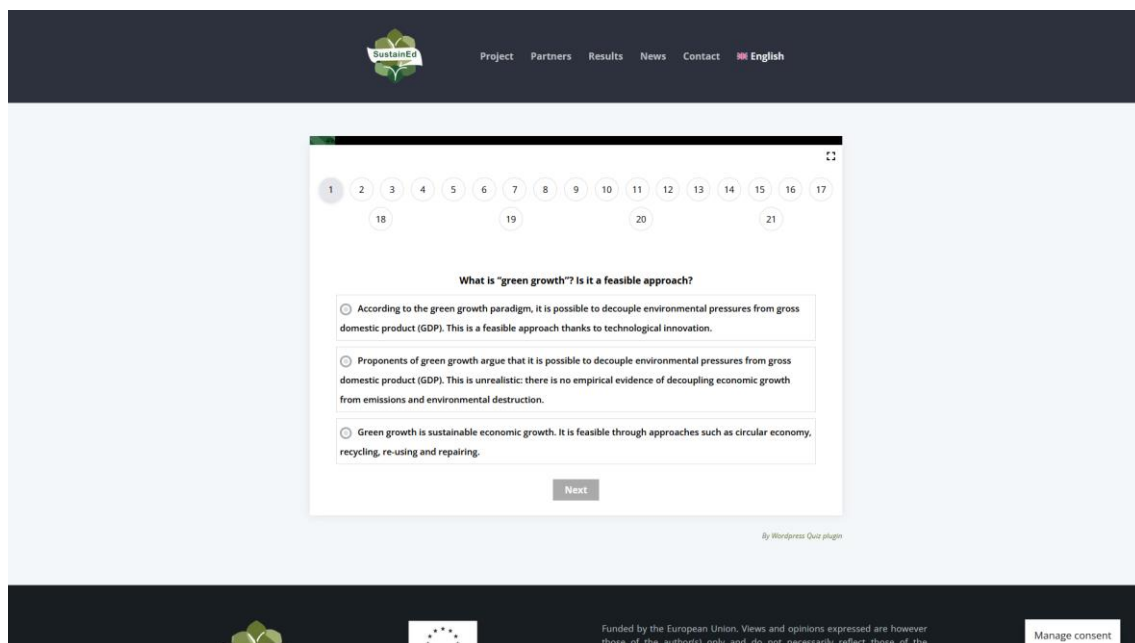 SustainEd
Project Partners Results News Contact English
1 2 3 4 5 6 7 8 9 10 11 12 13 14 15 16 17
18 19 20 21
What is “green growth”? Is it a feasible approach?
According to the green growth paradigm, it is possible to decouple environmental pressures from gross
domestic product (GDP). This is a feasible approach thanks to technological innovation.
Proponents of green growth argue that it is possible to decouple environmental pressures from gross
domestic product (GDP). This is unrealistic: there is no empirical evidence of decoupling economic growth
from emissions and environmental destruction.
Green growth is sustainable economic growth. It is feasible through approaches such as circular economy,
recycling, re-using and repairing.
Next
By Wordpress Quiz plugin
Funded by the European Union. Views and opinions expressed are however
those of the author(s) only and do not necessarily reflect those of the
Manage consent